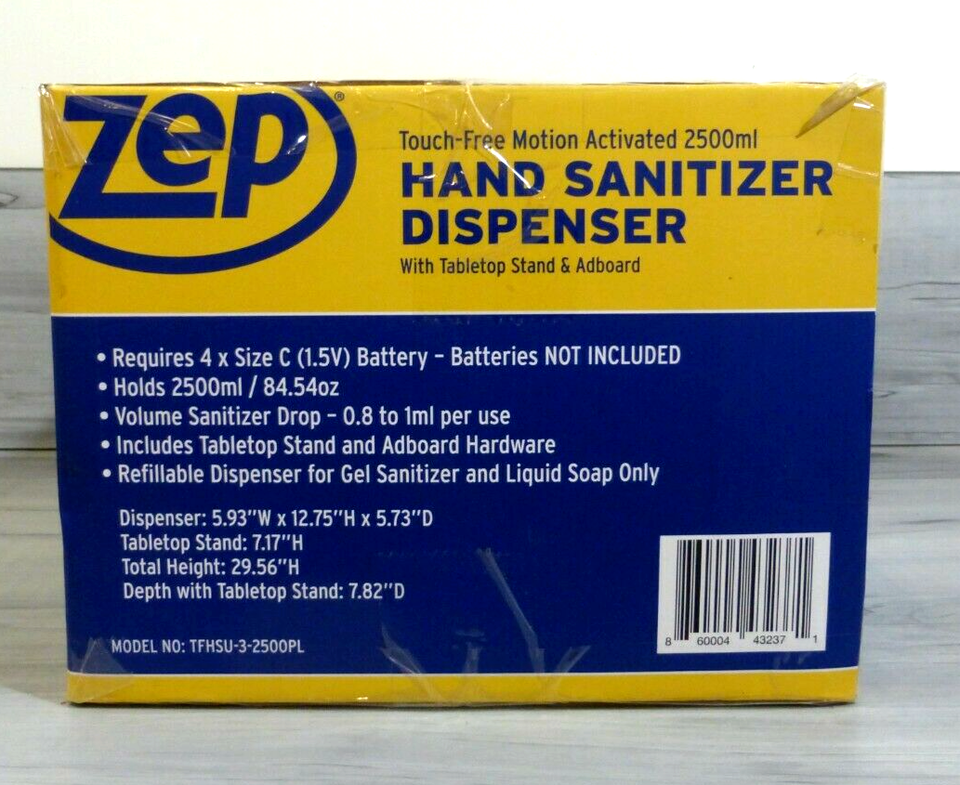 zep®
Touch-Free Motion Activated 2500ml
HAND SANITIZER
DISPENSER
With Tabletop Stand & Adboard
• Requires 4 x Size C (1.5V) Battery – Batteries NOT INCLUDED
• Holds 2500ml / 84.54oz
• Volume Sanitizer Drop – 0.8 to 1ml per use
• Includes Tabletop Stand and Adboard Hardware
• Refillable Dispenser for Gel Sanitizer and Liquid Soap Only
Dispenser: 5.93"W x 12.75"H x 5.73"D
Tabletop Stand: 7.17"H
Total Height: 29.56"H
Depth with Tabletop Stand: 7.82"D
MODEL NO: TFHSU-3-2500PL
8 60004 43237 1